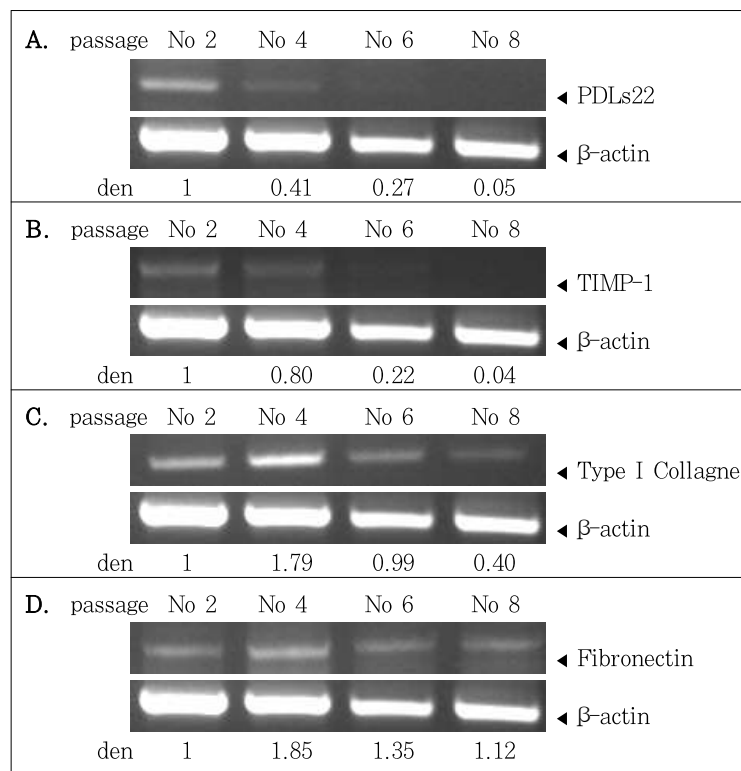 A. passage No 2 No 4 No 6 No 8
◄ PDLs22
◄ β-actin
den 1 0.41 0.27 0.05
B. passage No 2 No 4 No 6 No 8
◄ TIMP-1
◄ β-actin
den 1 0.80 0.22 0.04
C. passage No 2 No 4 No 6 No 8
◄ Type I Collagne
◄ β-actin
den 1 1.79 0.99 0.40
D. passage No 2 No 4 No 6 No 8
◄ Fibronectin
◄ β-actin
den 1 1.85 1.35 1.12